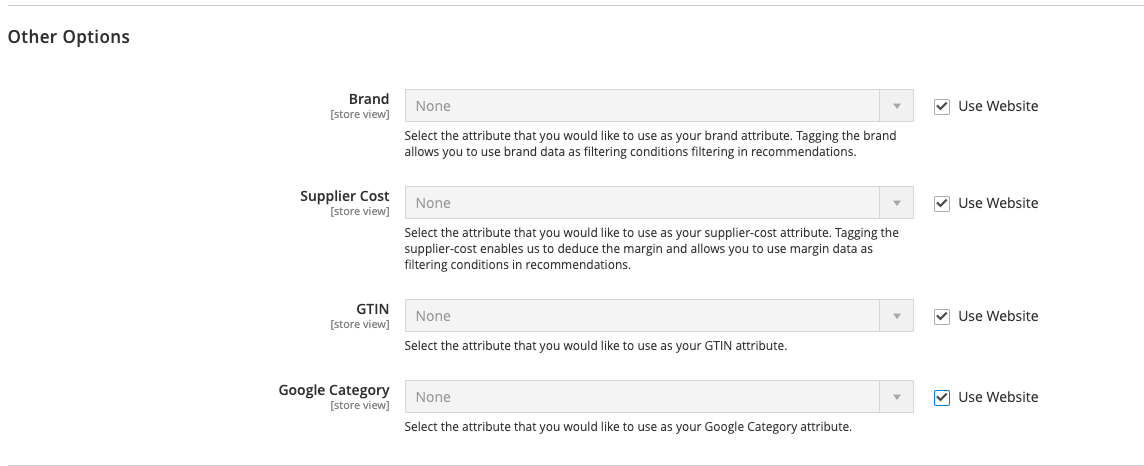 Other Options
Brand
[store view]
None
Use Website
Select the attribute that you would like to use as your brand attribute. Tagging the brand
allows you to use brand data as filtering conditions filtering in recommendations.
Supplier Cost
[store view]
None
Use Website
Select the attribute that you would like to use as your supplier-cost attribute. Tagging the
supplier-cost enables us to deduce the margin and allows you to use margin data as
filtering conditions in recommendations.
GTIN
[store view]
None
Use Website
Select the attribute that you would like to use as your GTIN attribute.
Google Category
[store view]
None
Use Website
Select the attribute that you would like to use as your Google Category attribute.